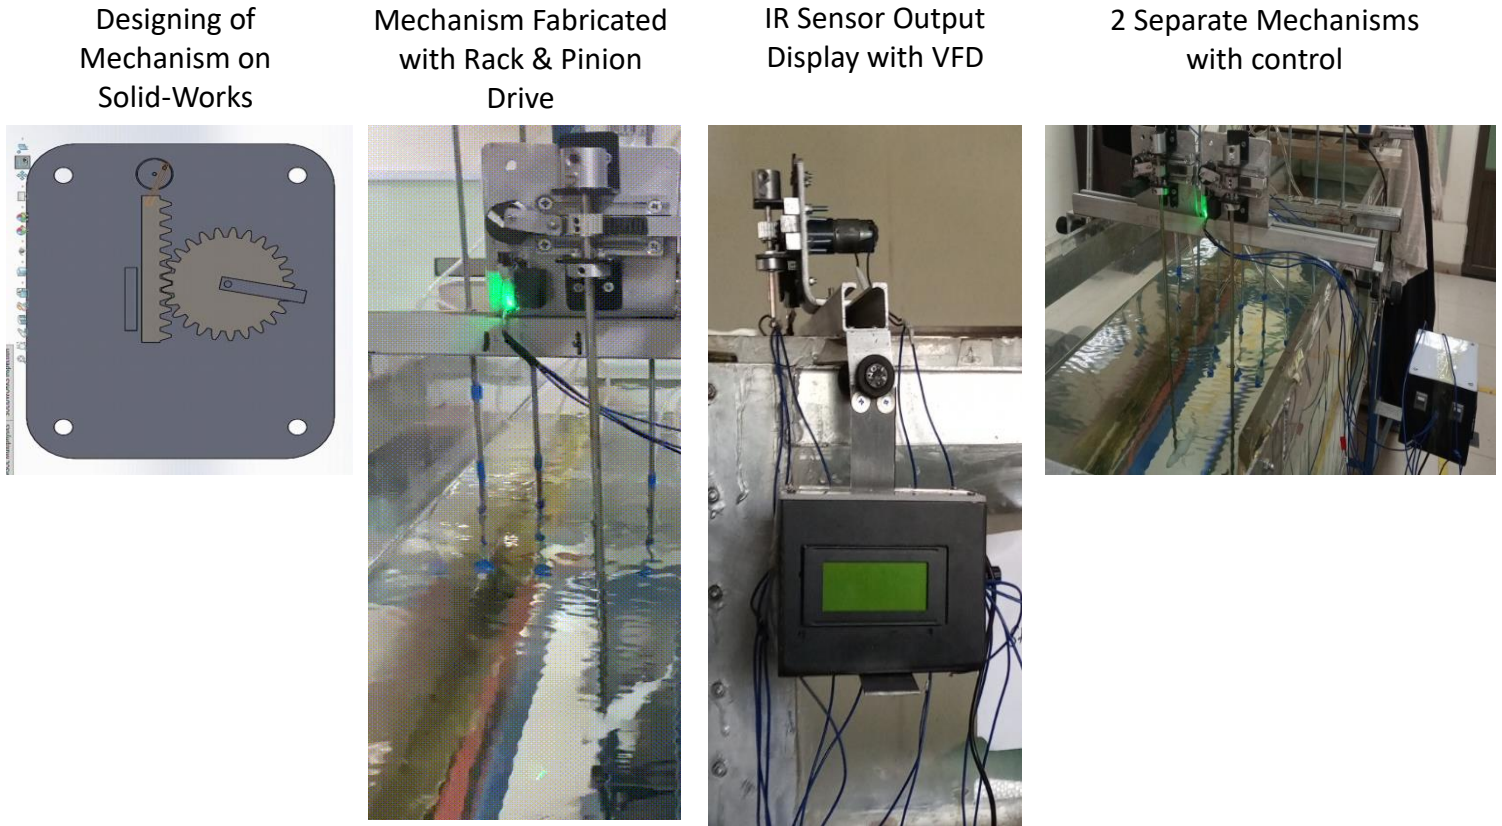 Designing of
Mechanism on
Solid-Works
Mechanism Fabricated
with Rack & Pinion
Drive
IR Sensor Output
Display with VFD
2 Separate Mechanisms
with control